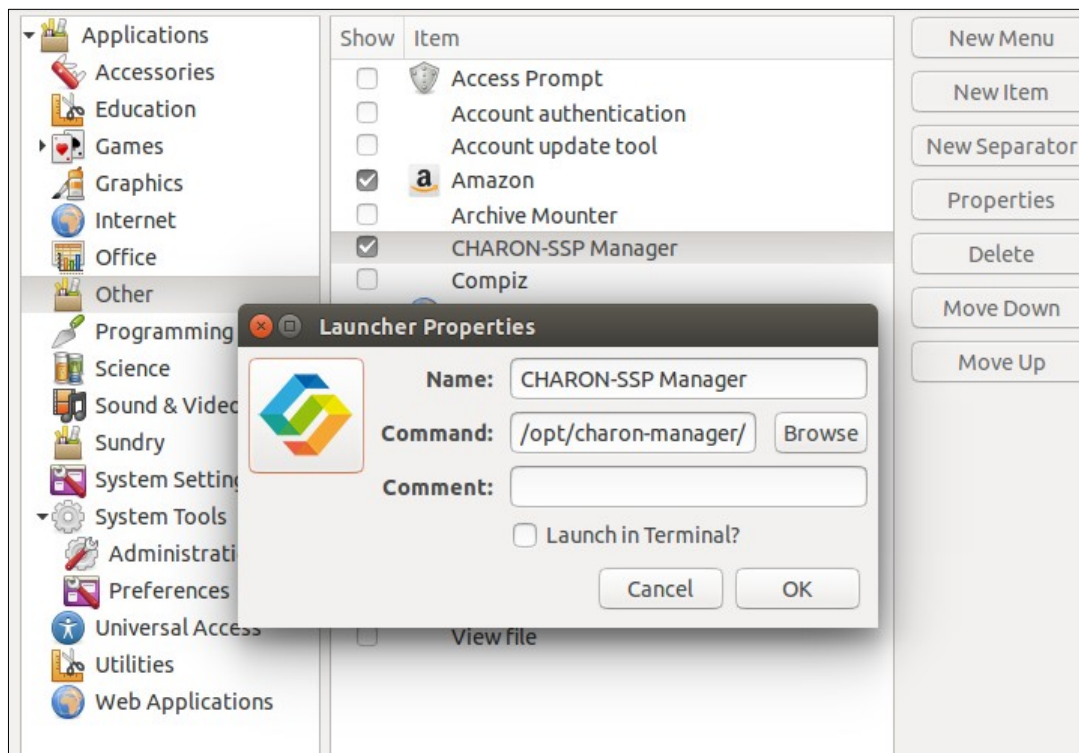 Applications
Accessories
Education
Games
Graphics
Internet
Office
Other
Programming
Science
Sound & Video
Sundry
System Setting
System Tools
Administrati
Preferences
Universal Access
Utilities
Web Applications
Show Item
Access Prompt
Account authentication
Account update tool
a Amazon
Archive Mounter
CHARON-SSP Manager
Compiz
View file
New Menu
New Item
New Separator
Properties
Delete
Move Down
Move Up
Launcher Properties
Name: CHARON-SSP Manager
Command: /opt/charon-manager/ Browse
Comment:
Launch in Terminal?
Cancel OK